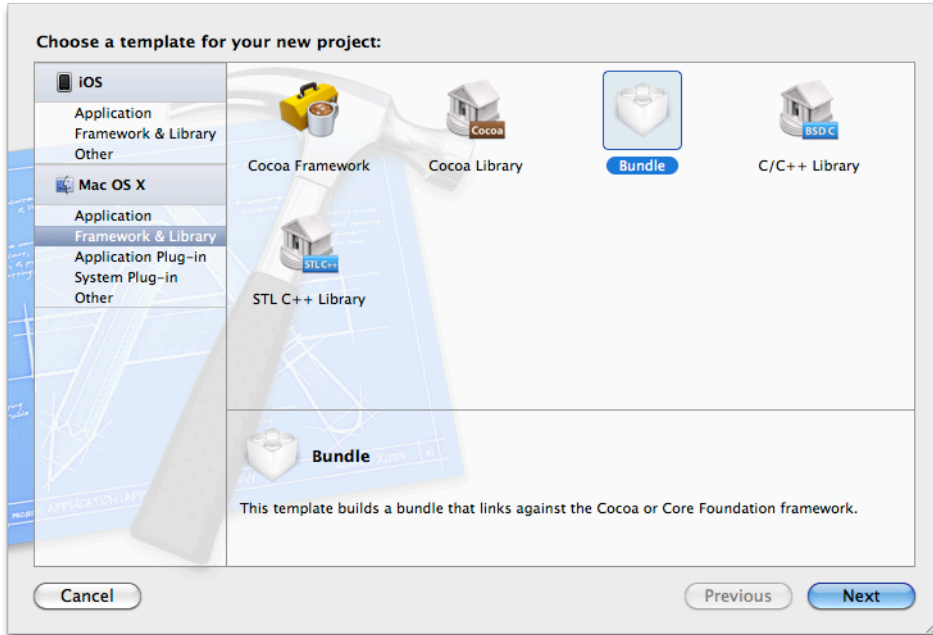 Choose a template for your new project:
iOS
Application
Framework & Library
Other
Mac OS X
Application
Framework & Library
Application Plug-in
System Plug-in
Other
Cocoa
BSD C
Cocoa Framework
Cocoa Library
Bundle
C/C++ Library
STL C++
STL C++ Library
Bundle
This template builds a bundle that links against the Cocoa or Core Foundation framework.
Cancel
Previous
Next